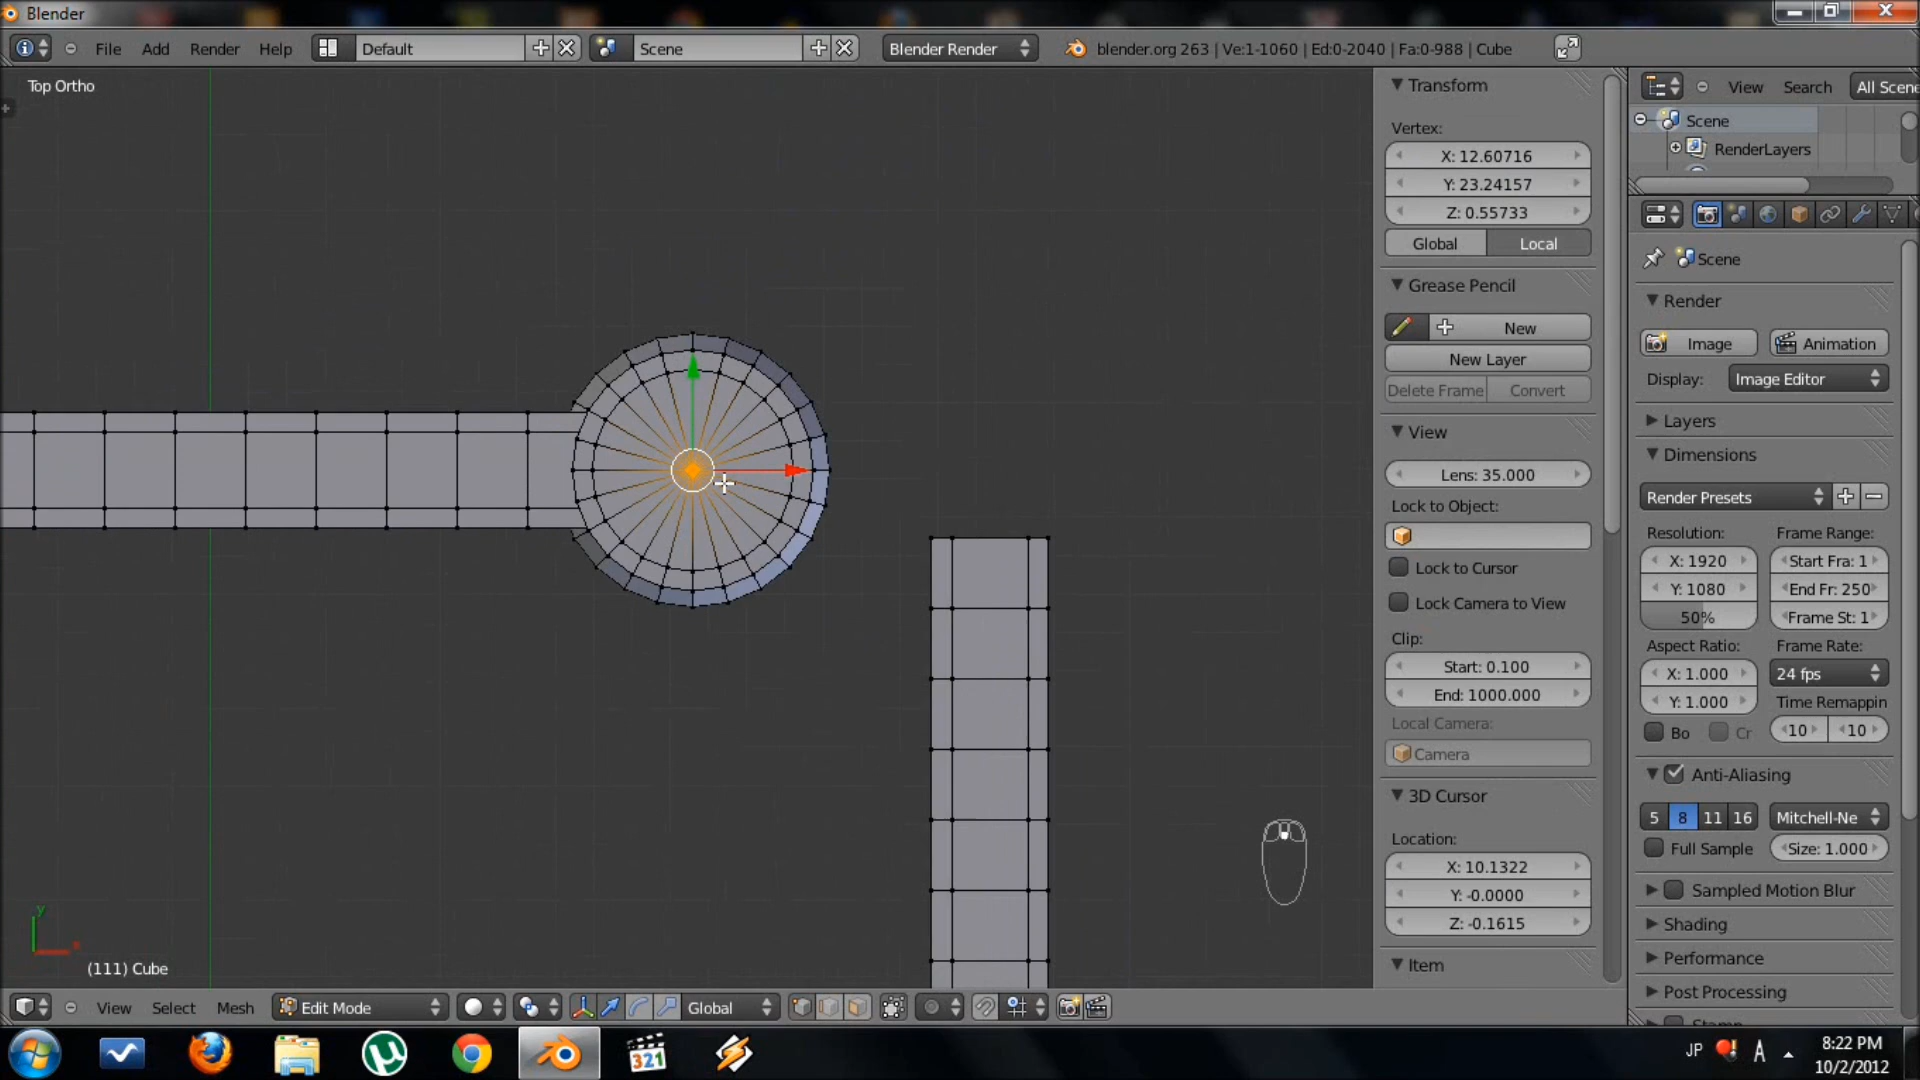 Blender
File Add Render Help Default Scene Blender Render blender.org 263 | Ve:1-1060 | Ed:0-2040 | Fa:0-988 | Cube
Top Ortho
Transform
Vertex:
X: 12.60716
Y: 23.24157
Z: 0.55733
Global Local
Grease Pencil
New
New Layer
Delete Frame Convert
View
Lens: 35.000
Lock to Object:
Lock to Cursor
Lock Camera to View
Clip:
Start: 0.100
End: 1000.000
Local Camera:
Camera
3D Cursor
Location:
X: 10.1322
Y: -0.0000
Z: -0.1615
Item
View Search All Scene
Scene
RenderLayers
Scene
Render
Image Animation
Display: Image Editor
Layers
Dimensions
Render Presets
Resolution: Frame Range:
X: 1920 Start Fra: 1
Y: 1080 End Fr: 250
50% Frame St: 1
Aspect Ratio: Frame Rate:
X: 1.000 24 fps
Y: 1.000 Time Remappin
Bo Cr 10 10
Anti-Aliasing
5 8 11 16 Mitchell-Ne
Full Sample Size: 1.000
Sampled Motion Blur
Shading
Performance
Post Processing
y
(111) Cube
View Select Mesh Edit Mode Global
321
JP A 8:22 PM
10/2/2012